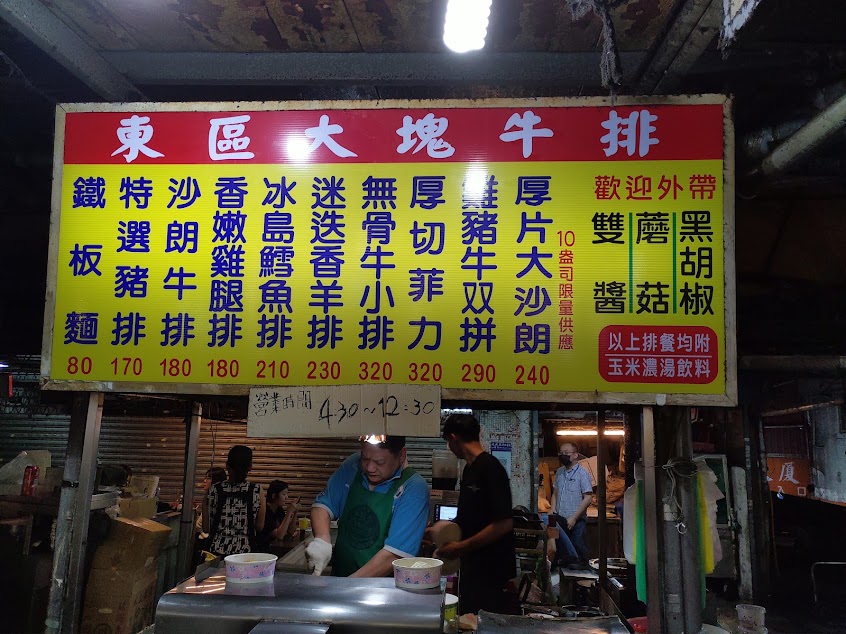 東區大塊牛排
歡迎外帶
黑胡椒
蘑菇
雙醬
以上排餐均附
玉米濃湯飲料
厚片大沙朗 240
10盎司限量供應
雞豬牛双拼 290
厚切菲力 320
無骨牛小排 320
迷迭香羊排 230
冰島鱈魚排 210
香嫩雞腿排 180
沙朗牛排 180
特選豬排 170
鐵板麵 80
營業時間 4:30~12:30
厦